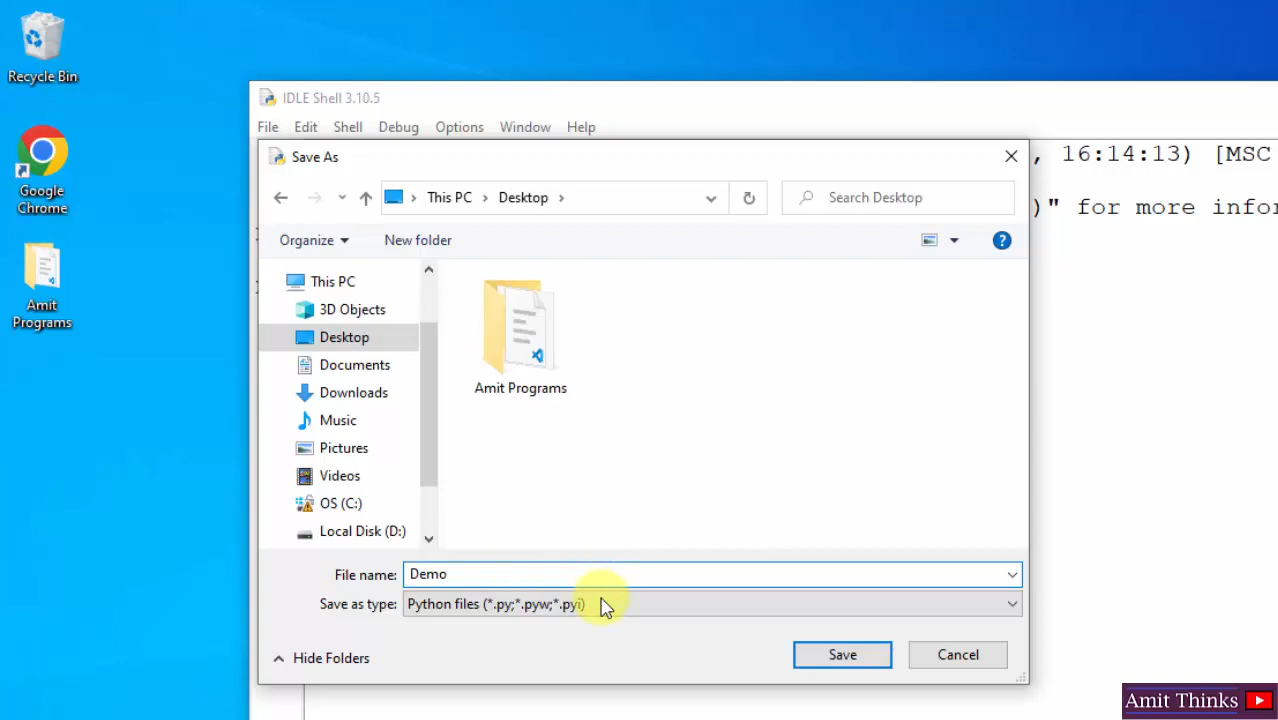 Recycle Bin
Google
Chrome
Amit
Programs
IDLE Shell 3.10.5
File Edit Shell Debug Options Window Help
Save As
, 16:14:13) [MSC
This PC Desktop
Search Desktop
)" for more infor
Organize
New folder
This PC
3D Objects
Desktop
Documents
Downloads
Music
Pictures
Videos
OS (C:)
Local Disk (D:)
Amit Programs
File name: Demo
Save as type: Python files (*.py;*.pyw;*.pyi)
Hide Folders
Save
Cancel
Amit Thinks